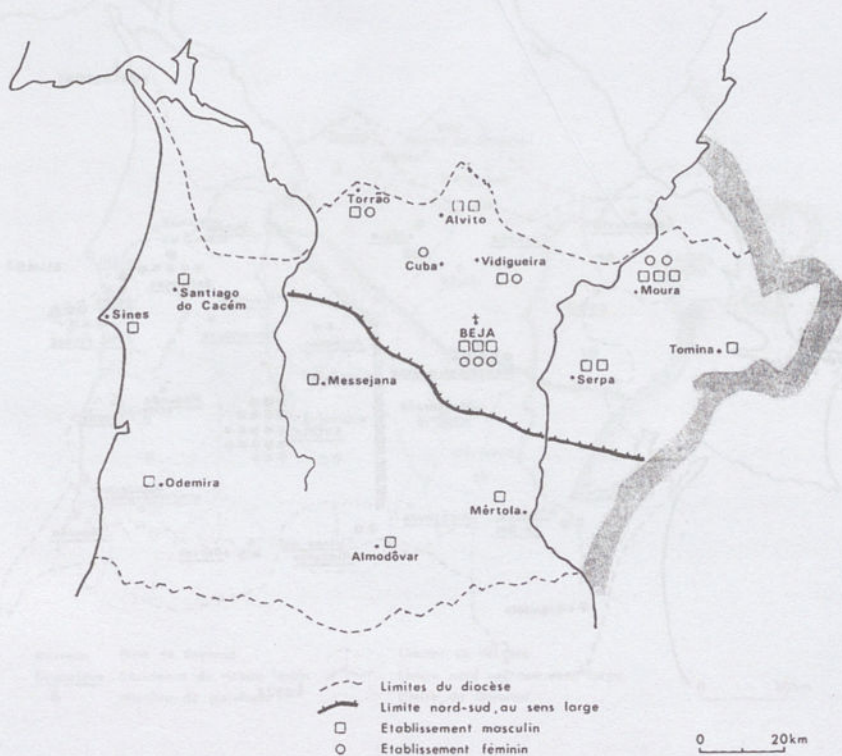 Torrão
Alvito
Cuba
Vidigueira
Moura
Santiago
do Cacém
Sines
BEJA
Tomina
Messejana
Serpa
Odemira
Mértola
Almodôvar
Limites du diocèse
Limite nord-sud, au sens large
Etablissement masculin
Etablissement féminin
0 20km